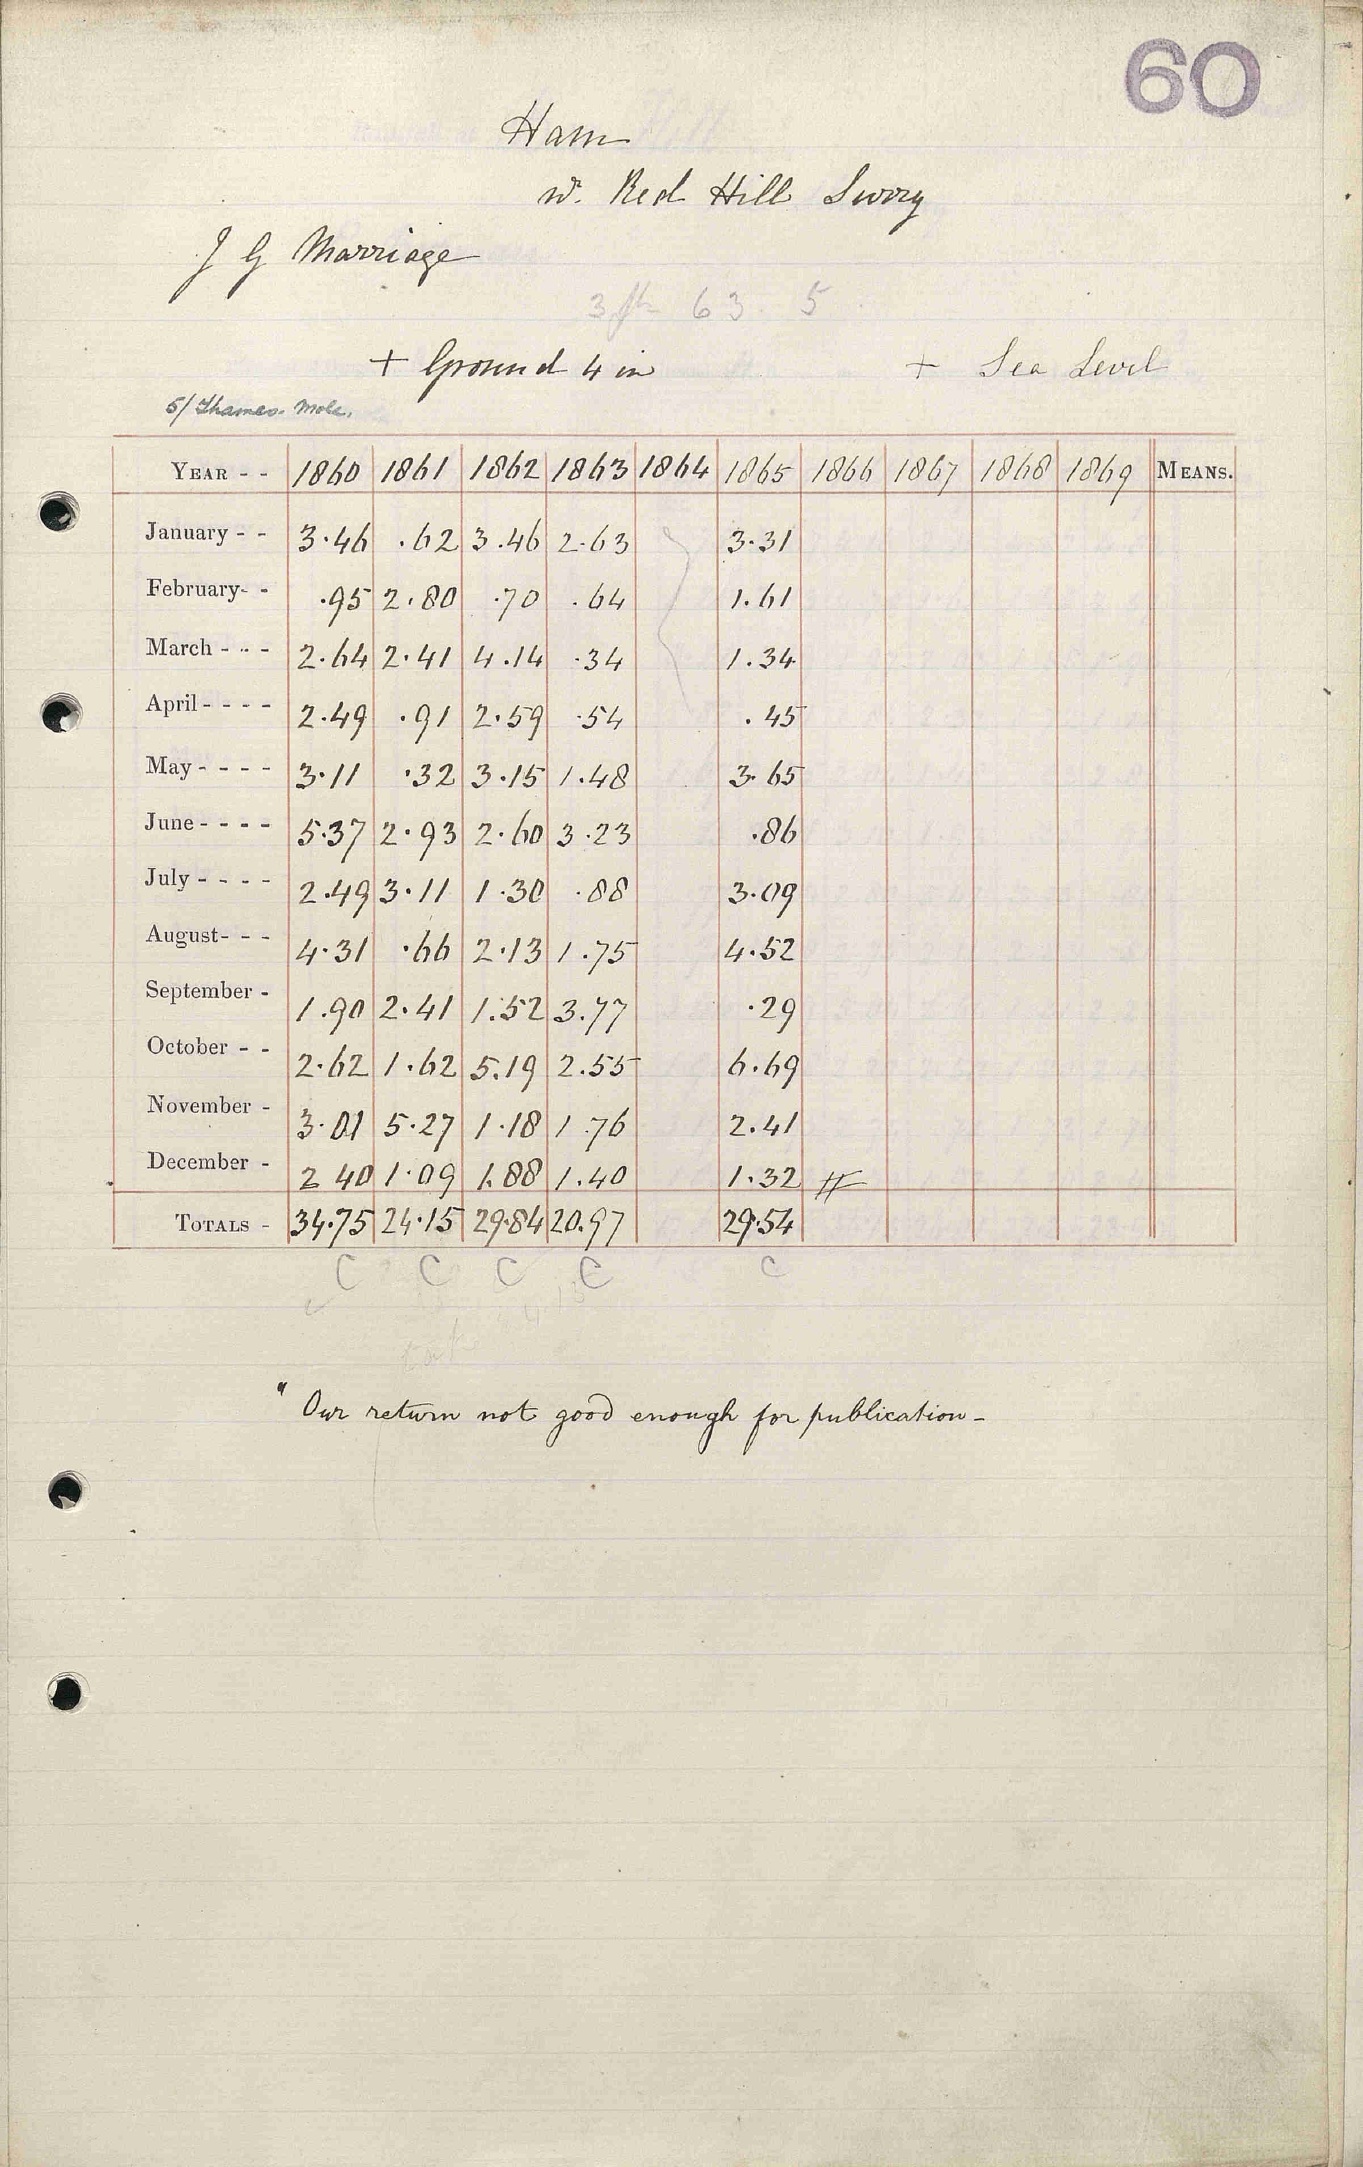 60
Ham
nr. Red Hill Surry
J G Marriage
3 ft 63. 5
+ Ground 4 in + Sea Level
5/ Thames-Mole.
YEAR - - 1860 1861 1862 1863 1864 1865 1866 1867 1868 1869 MEANS.
January - - 3.46 .62 3.46 2.63 3.31
February- - .95 2.80 .70 .64 1.61
March - - - 2.64 2.41 4.14 .34 1.34
April - - - - 2.49 .91 2.59 .54 .45
May - - - - 3.11 .32 3.15 1.48 3.65
June - - - - 5.37 2.93 2.60 3.23 .86
July - - - - 2.49 3.11 1.30 .88 3.09
August- - - 4.31 .66 2.13 1.75 4.52
September - 1.90 2.41 1.52 3.77 .29
October - - 2.62 1.62 5.19 2.55 6.69
November - 3.01 5.27 1.18 1.76 2.41
December - 2 40 1.09 1.88 1.40 1.32 #
TOTALS - 34.75 24.15 29.84 20.97 29.54
C C C C C
" Our return not good enough for publication -